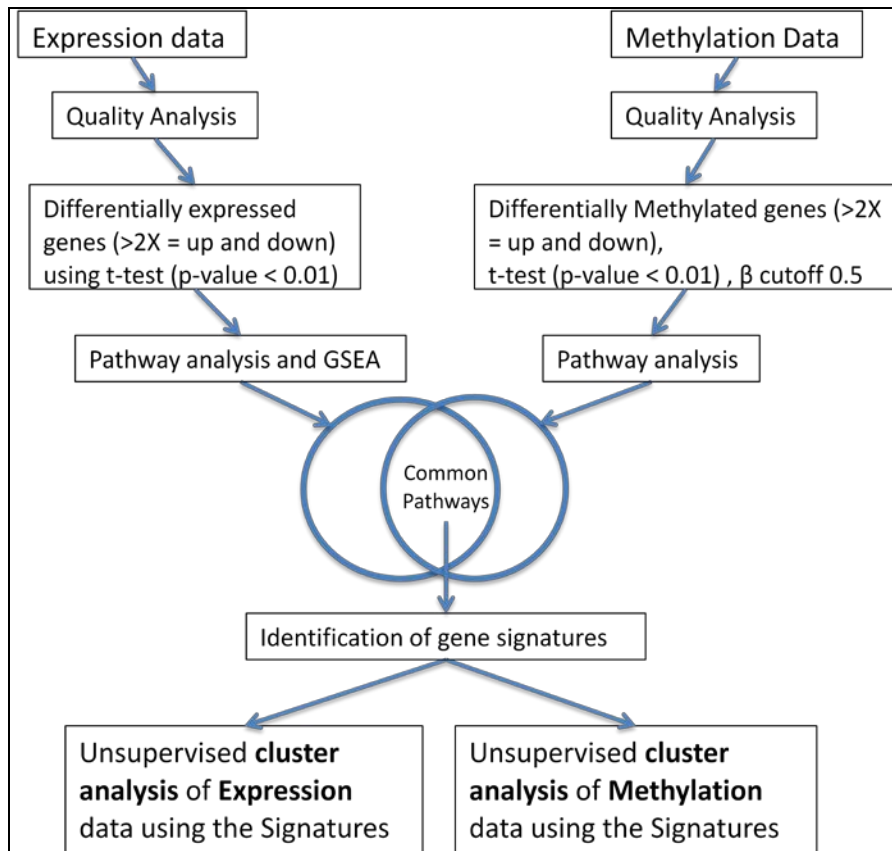 Expression data
Methylation Data
Quality Analysis
Quality Analysis
Differentially expressed
genes (>2X = up and down)
using t-test (p-value < 0.01)
Differentially Methylated genes (>2X
= up and down),
t-test (p-value < 0.01) , β cutoff 0.5
Pathway analysis and GSEA
Pathway analysis
Common
Pathways
Identification of gene signatures
Unsupervised cluster
analysis of Expression
data using the Signatures
Unsupervised cluster
analysis of Methylation
data using the Signatures